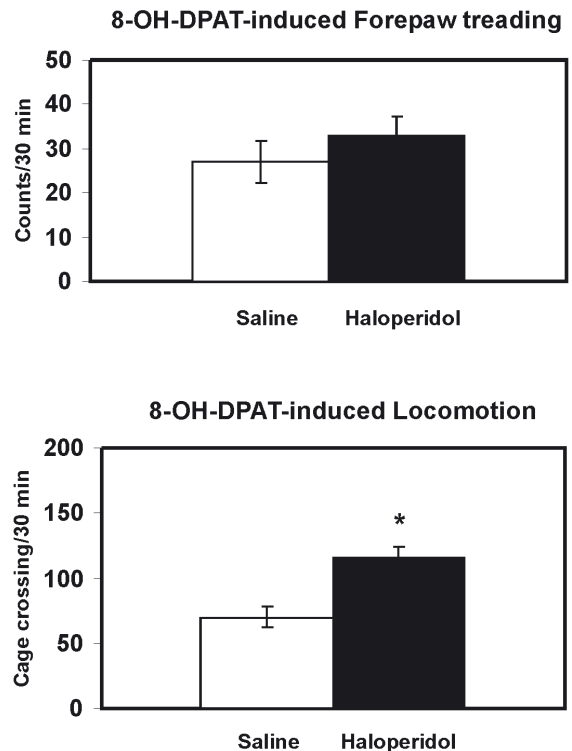 8-OH-DPAT-induced Forepaw treading
50
40
30
20
10
0
Counts/30 min
Saline Haloperidol
8-OH-DPAT-induced Locomotion
200
150
100
50
0
Cage crossing/30 min
*
Saline Haloperidol